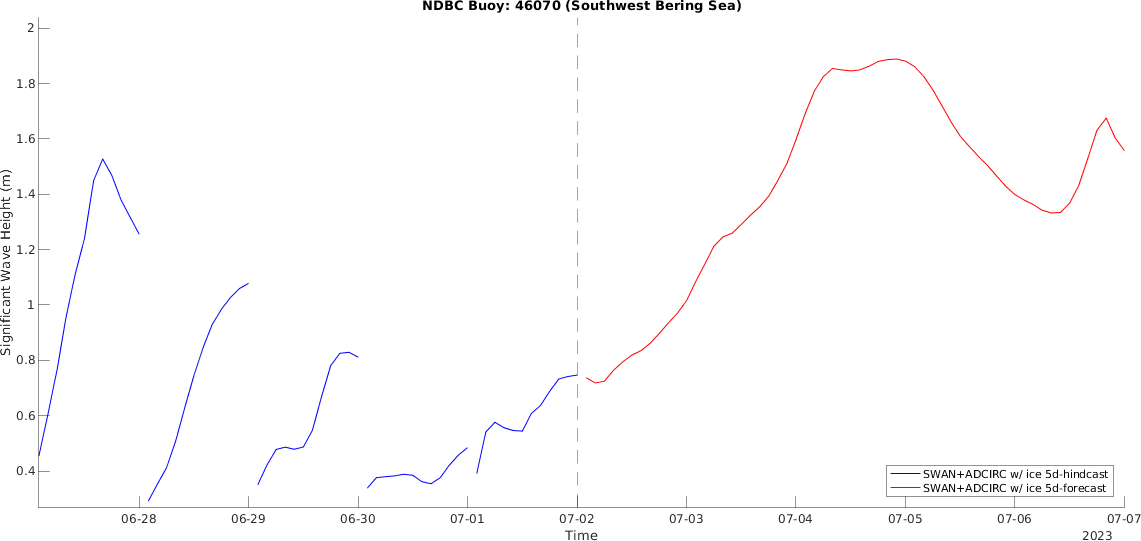 NDBC Buoy: 46070 (Southwest Bering Sea)
Significant Wave Height (m)
2
1.8
1.6
1.4
1.2
1
0.8
0.6
0.4
SWAN+ADCIRC w/ ice 5d-hindcast
SWAN+ADCIRC w/ ice 5d-forecast
06-28 06-29 06-30 07-01 07-02 07-03 07-04 07-05 07-06 07-07
Time
2023